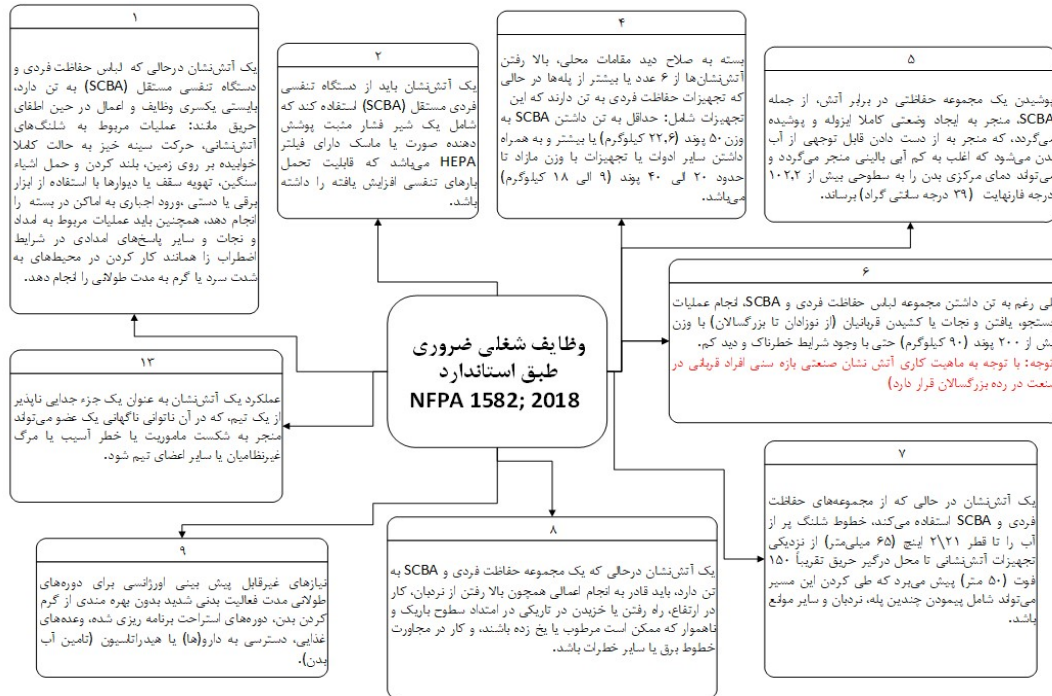 ۱
یک آتش‌نشان درحالی که لباس حفاظت فردی و
دستگاه تنفسی مستقل (SCBA) به تن دارد،
بایستی یکسری وظایف و اعمال در حین اطفای
حریق مانند: عملیات مربوط به شلنگ‌های
آتش‌نشانی، حرکت سینه خیز به حالت کاملا
خوابیده بر روی زمین، بلند کردن و حمل اشیاء
سنگین، تهویه سقف یا دیوارها با استفاده از ابزار
برقی یا دستی ،ورود اجباری به اماکن در بسته را
انجام دهد، همچنین باید عملیات مربوط به امداد
و نجات و سایر پاسخ‌های امدادی در شرایط
اضطراب زا همانند کار کردن در محیط‌های به
شدت سرد یا گرم به مدت طولانی را انجام دهد.
۲
یک آتش‌نشان باید از دستگاه تنفسی
فردی مستقل (SCBA) استفاده کند که
شامل یک شیر فشار مثبت پوشش
دهنده صورت یا ماسک دارای فیلتر
HEPA می‌باشد که قابلیت تحمل
بارهای تنفسی افزایش یافته را داشته
باشد.
۴
بسته به صلاح دید مقامات محلی، بالا رفتن
آتش‌نشان‌ها از ۶ عدد یا بیشتر از پله‌ها در حالی
که تجهیزات حفاظت فردی به تن دارند که این
تجهیزات شامل: حداقل به تن داشتن SCBA به
وزن ۵۰ پوند (۲۲,۶ کیلوگرم) یا بیشتر و به همراه
داشتن سایر ادوات یا تجهیزات با وزن مازاد تا
حدود ۲۰ الی ۴۰ پوند (۹ الی ۱۸ کیلوگرم)
می‌باشد.
۵
پوشیدن یک مجموعه حفاظتی در برابر آتش، از جمله
SCBA، منجر به ایجاد وضعتی کاملا ایزوله و پوشیده
می‌گردد، که منجر به از دست دادن قابل توجهی از آب
بدن می‌شود که اغلب به کم آبی بالینی منجر می‌گردد و
می‌تواند دمای مرکزی بدن را به سطوحی بیش از ۱۰۲,۲
درجه فارنهایت (۳۹ درجه سانتی گراد) برساند.
۶
علی رغم به تن داشتن مجموعه لباس حفاظت فردی و SCBA، انجام عملیات
جستجو، یافتن و نجات یا کشیدن قربانیان (از نوزادان تا بزرگسالان) با وزن
بیش از ۲۰۰ پوند (۹۰ کیلوگرم) حتی با وجود شرایط خطرناک و دید کم.
(توجه: با توجه به ماهیت کاری آتش نشان صنعتی بازه سنی افراد قربانی در
صنعت در رده بزرگسالان قرار دارد)
وظایف شغلی ضروری
طبق استاندارد
NFPA 1582; 2018
۱۳
عملکرد یک آتش‌نشان به عنوان یک جزء جدایی ناپذیر
از یک تیم، که در آن ناتوانی ناگهانی یک عضو می‌تواند
منجر به شکست ماموریت یا خطر آسیب یا مرگ
غیرنظامیان یا سایر اعضای تیم شود.
۷
یک آتش‌نشان در حالی که از مجموعه‌های حفاظت
فردی و SCBA استفاده می‌کند، خطوط شلنگ پر از
آب را تا قطر ۲\۲۱ اینچ (۶۵ میلی‌متر) از نزدیکی
تجهیزات آتش‌نشانی تا محل درگیر حریق تقریباً ۱۵۰
فوت (۵۰ متر) پیش می‌برد که طی کردن این مسیر
می‌تواند شامل پیمودن چندین پله، نردبان و سایر موانع
باشد.
۸
یک آتش‌نشان درحالی که یک مجموعه حفاظت فردی و SCBA به
تن دارد، باید قادر به انجام اعمالی همچون بالا رفتن از نردبان، کار
در ارتفاع، راه رفتن یا خزیدن در تاریکی در امتداد سطوح باریک و
ناهموار که ممکن است مرطوب یا یخ زده باشند، و کار در مجاورت
خطوط برق یا سایر خطرات باشد.
۹
نیازهای غیرقابل پیش بینی اورژانسی برای دوره‌های
طولانی مدت فعالیت بدنی شدید بدون بهره مندی از گرم
کردن بدن، دوره‌های استراحت برنامه ریزی شده، وعده‌های
غذایی، دسترسی به دارو(ها) یا هیدراتاسیون (تامین آب
بدن).